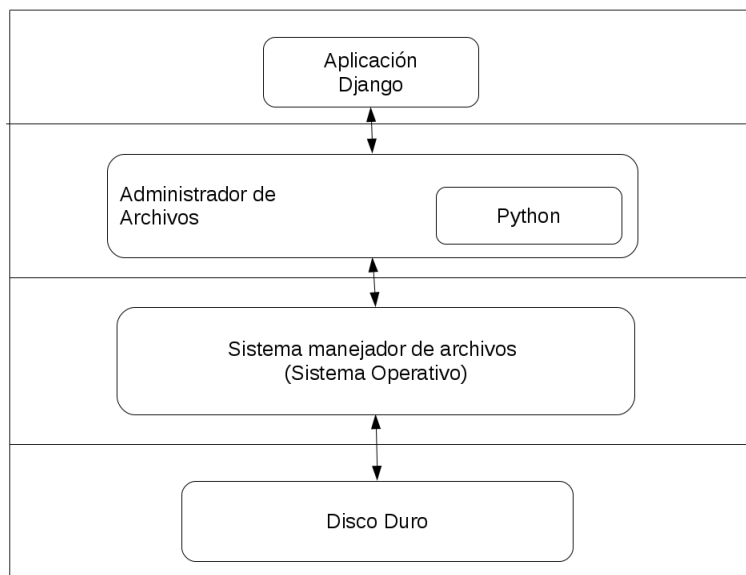 Aplicación
Django
Administrador de
Archivos
Python
Sistema manejador de archivos
(Sistema Operativo)
Disco Duro